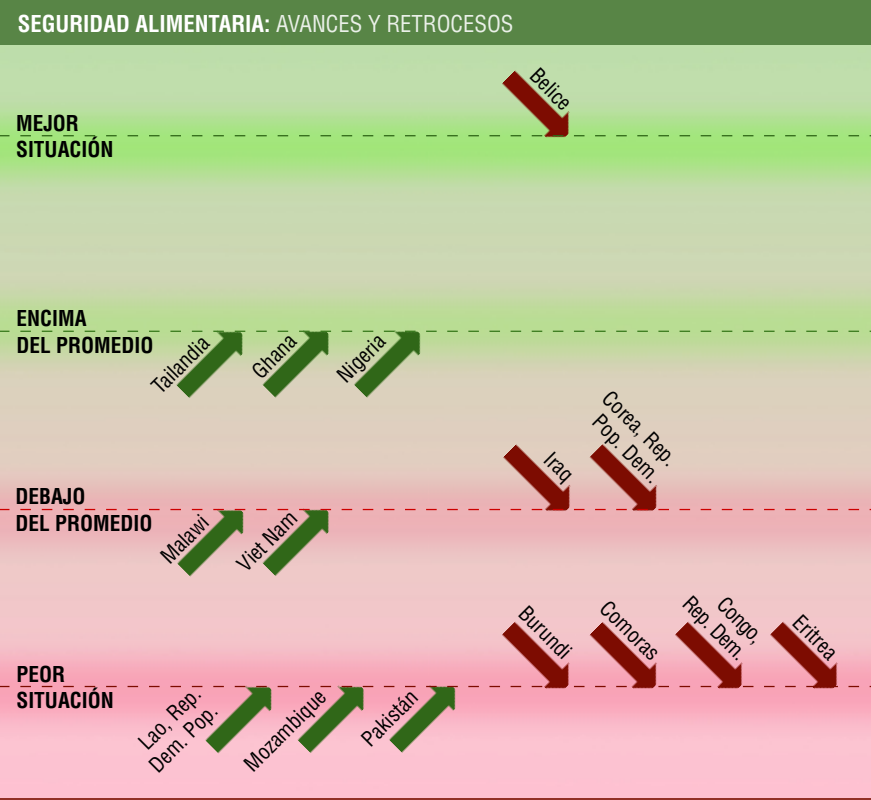 SEGURIDAD ALIMENTARIA: AVANCES Y RETROCESOS
Belice
MEJOR
SITUACIÓN
ENCIMA
DEL PROMEDIO
Tailandia
Ghana
Nigeria
Iraq
Corea, Rep.
Pop. Dem.
DEBAJO
DEL PROMEDIO
Malawi
Viet Nam
Burundi
Comoras
Congo,
Rep. Dem.
Eritrea
PEOR
SITUACIÓN
Lao, Rep.
Dem. Pop.
Mozambique
Pakistán